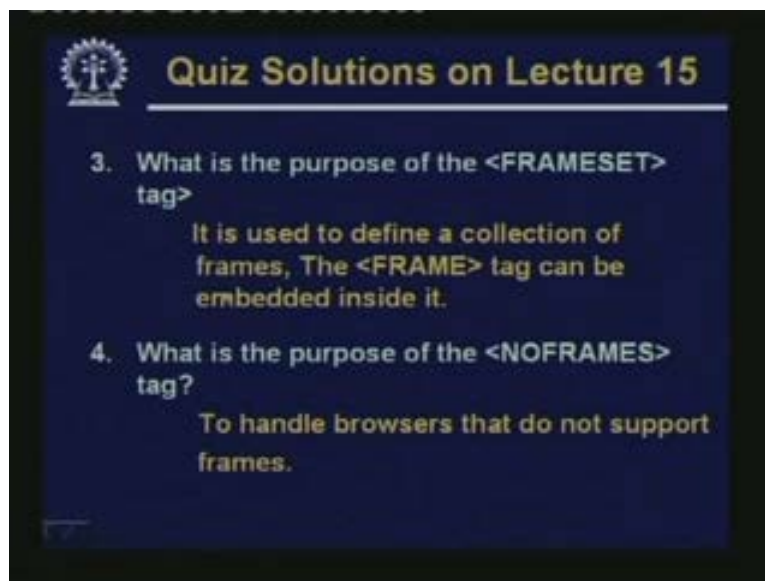 Quiz Solutions on Lecture 15
3. What is the purpose of the <FRAMESET>
tag>
It is used to define a collection of
frames, The <FRAME> tag can be
embedded inside it.
4. What is the purpose of the <NOFRAMES>
tag?
To handle browsers that do not support
frames.